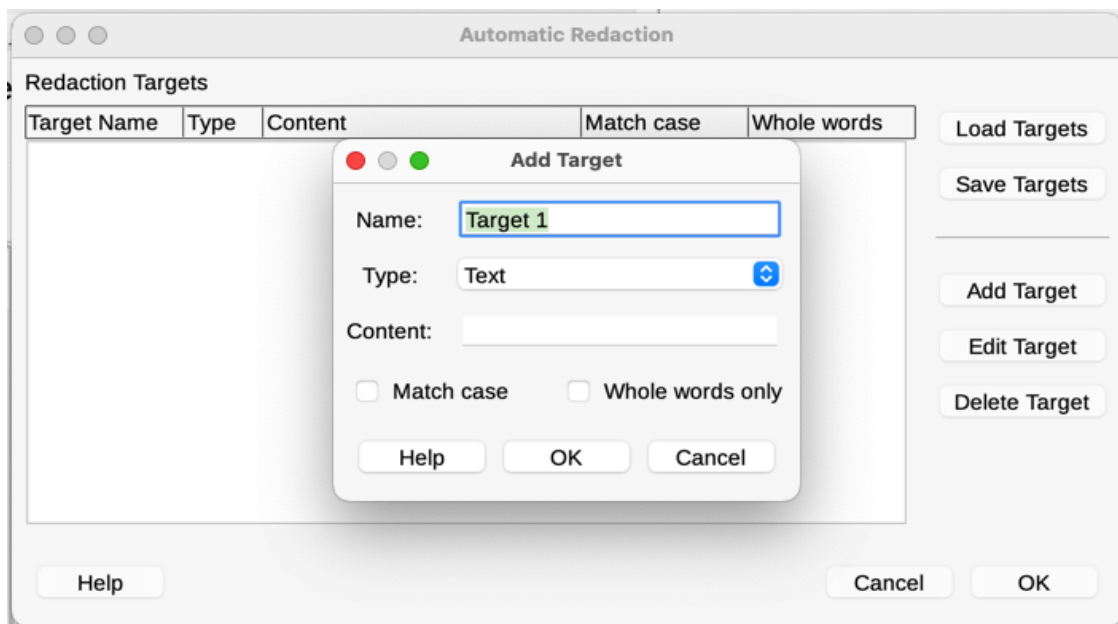 Automatic Redaction
Redaction Targets
Target Name Type Content Match case Whole words
Load Targets
Save Targets
Add Target
Edit Target
Delete Target
Add Target
Name: Target 1
Type: Text
Content:
Match case Whole words only
Help OK Cancel
Help Cancel OK